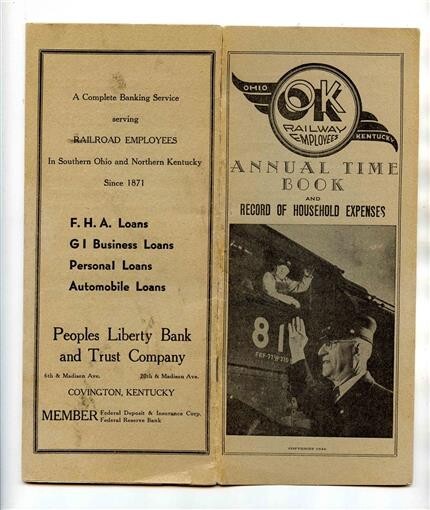 A Complete Banking Service
serving
RAILROAD EMPLOYEES
In Southern Ohio and Northern Kentucky
Since 1871
F. H. A. Loans
G I Business Loans
Personal Loans
Automobile Loans
Peoples Liberty Bank
and Trust Company
6th & Madison Ave. 20th & Madison Ave.
COVINGTON, KENTUCKY
MEMBER Federal Deposit & Insurance Corp.
Federal Reserve Bank
OHIO OK KENTUCKY
RAILWAY
EMPLOYEES
ANNUAL TIME
BOOK
AND
RECORD OF HOUSEHOLD EXPENSES
81
COPYRIGHT